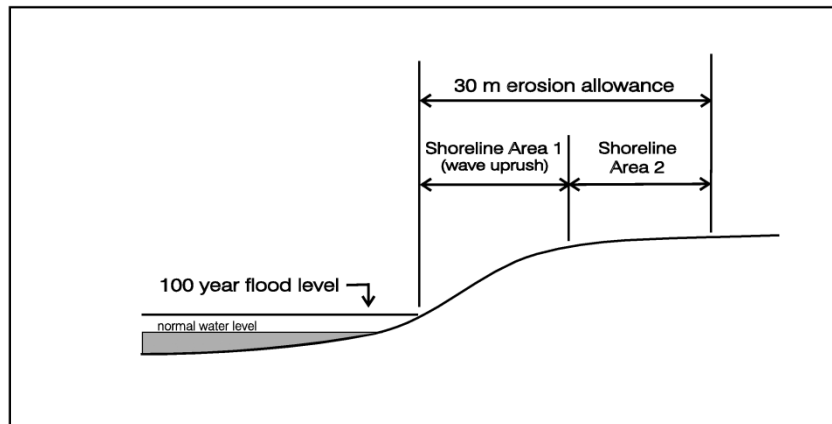 30 m erosion allowance
Shoreline Area 1
(wave uprush)
Shoreline
Area 2
100 year flood level
normal water level